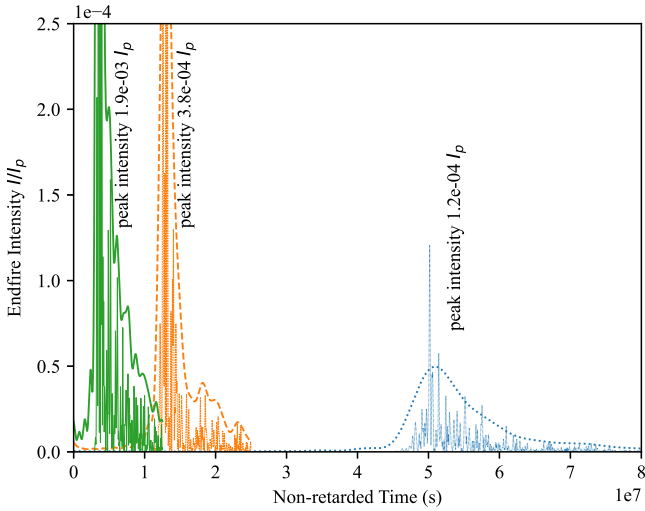 1e−4
2.5
2.0
1.5
1.0
0.5
0.0
Endfire Intensity I/Iₚ
peak intensity 1.9e-03 Iₚ
peak intensity 3.8e-04 Iₚ
peak intensity 1.2e-04 Iₚ
0 1 2 3 4 5 6 7 8
1e7
Non-retarded Time (s)